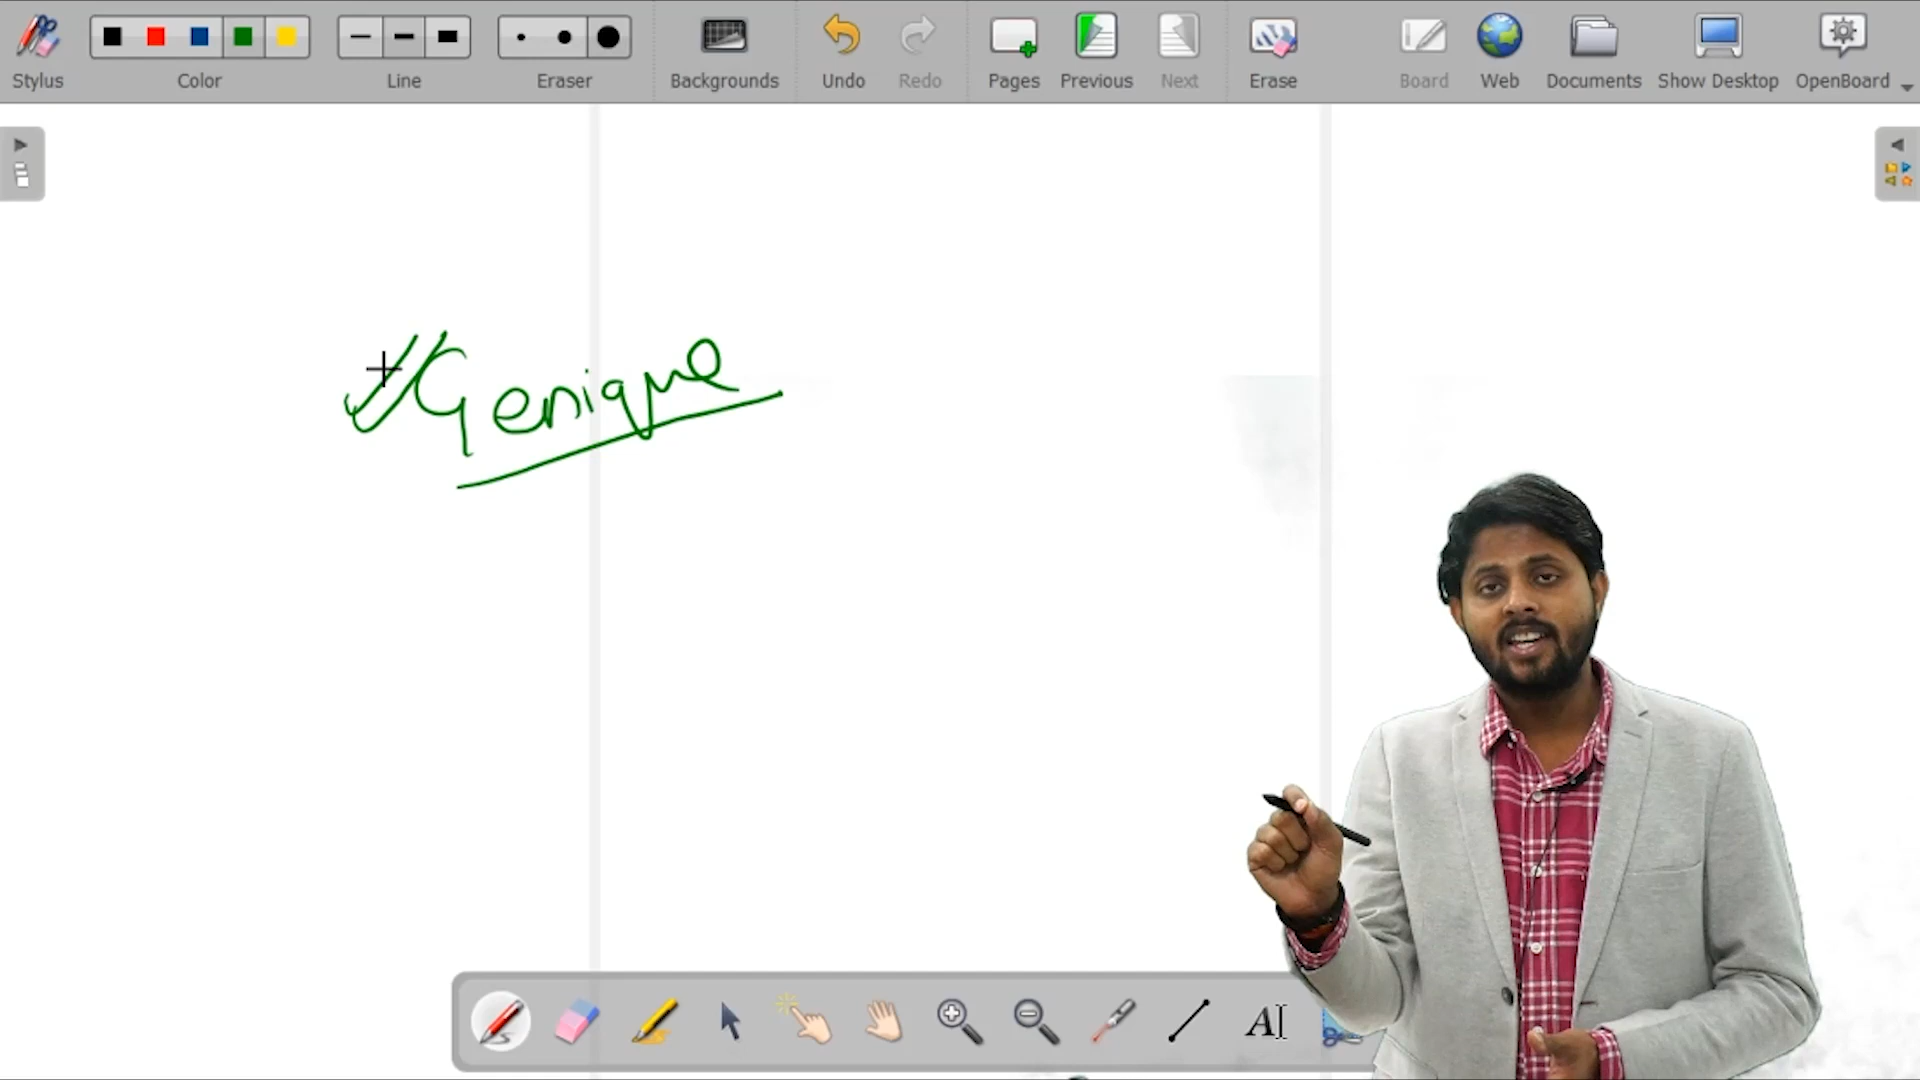 Stylus
Color
Line
Eraser
Backgrounds
Undo
Redo
Pages
Previous
Next
Erase
Board
Web
Documents
Show Desktop
OpenBoard
Genique
A